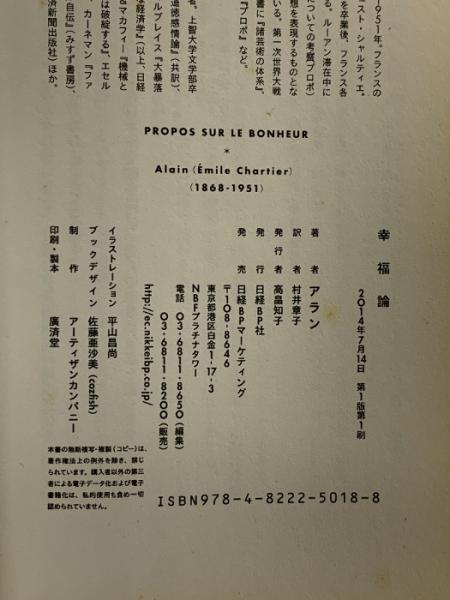 1951年。フランスの
スト・シャルティエ。
を卒業後、フランス各
る。ルーアン滞在中に
についての考察プロポ）
想を表現するものとな
いる。第一次世界大戦
書に『諸芸術の体系』、
『プロポ』など。
者。上智大学文学部卒
道徳感情論』（共訳）、
ルブレイス『大暴落
な経済学』（以上、日経
＆マカフィー『機械と
は破綻する』、エセル
、カーネマン『ファ
自伝』（みすず書房）、
済新聞出版社）ほか。
PROPOS SUR LE BONHEUR
*
Alain (Émile Chartier)
(1868-1951)
幸福論
2014年7月14日 第1版第1刷
著者 アラン
訳者 村井章子
発行者 高畠知子
発行 日経BP社
発売 日経BPマーケティング
〒108-8646
東京都港区白金1-17-3
NBFプラチナタワー
電話 03-6811-8650（編集）
03-6811-8200（販売）
http://ec.nikkeibp.co.jp/
イラストレーション 平山昌尚
ブックデザイン 佐藤亜沙美（cozfish）
制作 アーティザンカンパニー
印刷・製本 廣済堂
本書の無断複写・複製（コピー）は、
著作権法上の例外を除き、禁じ
られています。購入者以外の第三
者による電子データ化および電子
書籍化は、私的使用も含め一切
認められていません。
ISBN978-4-8222-5018-8